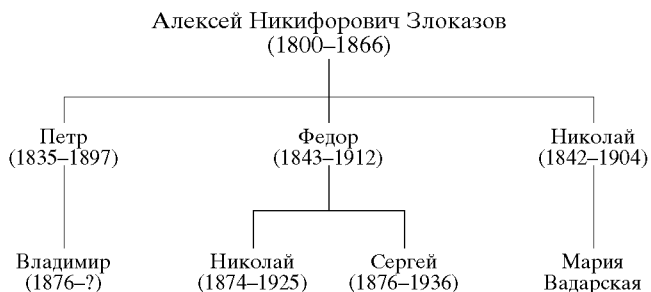 Алексей Никифорович Злоказов
(1800–1866)
Петр
(1835–1897)
Федор
(1843–1912)
Николай
(1842–1904)
Владимир
(1876–?)
Николай
(1874–1925)
Сергей
(1876–1936)
Мария
Вадарская